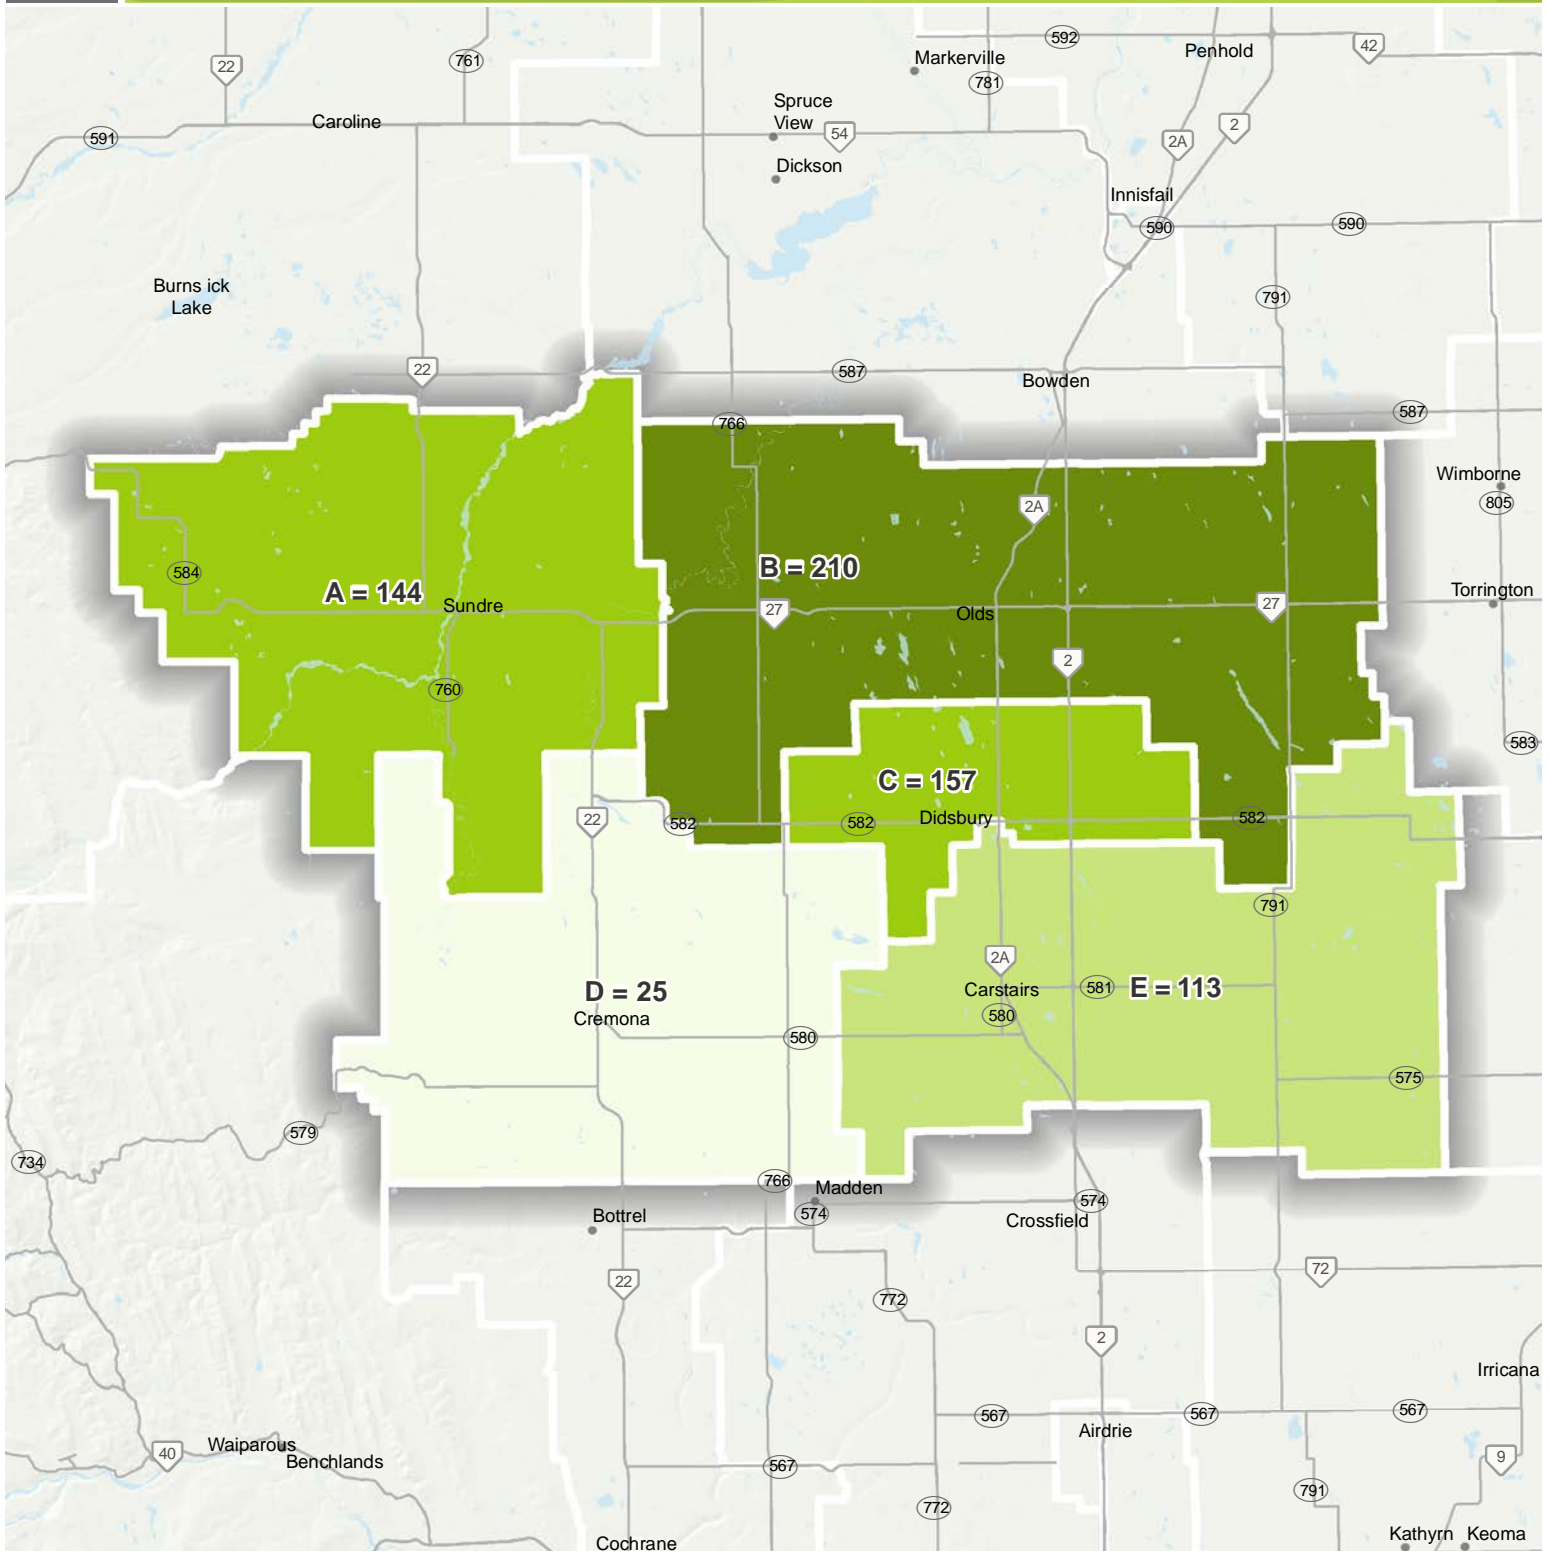 592
42
22
761
Markerville
Penhold
781
Spruce
View
54
2A
2
591
Caroline
Dickson
Innisfail
590
590
Burns ick
Lake
791
22
587
Bowden
587
766
Wimborne
2A
805
584
A = 144
B = 210
Sundre
27
Olds
27
Torrington
2
760
583
C = 157
22
582
582
Didsbury
582
791
2A
D = 25
Carstairs
581
E = 113
Cremona
580
580
575
579
734
766
Madden
574
574
Bottrel
Crossfield
22
72
772
2
Irricana
567
567
567
Airdrie
40
Waiparous
Benchlands
567
9
791
772
Cochrane
Kathyrn
Keoma